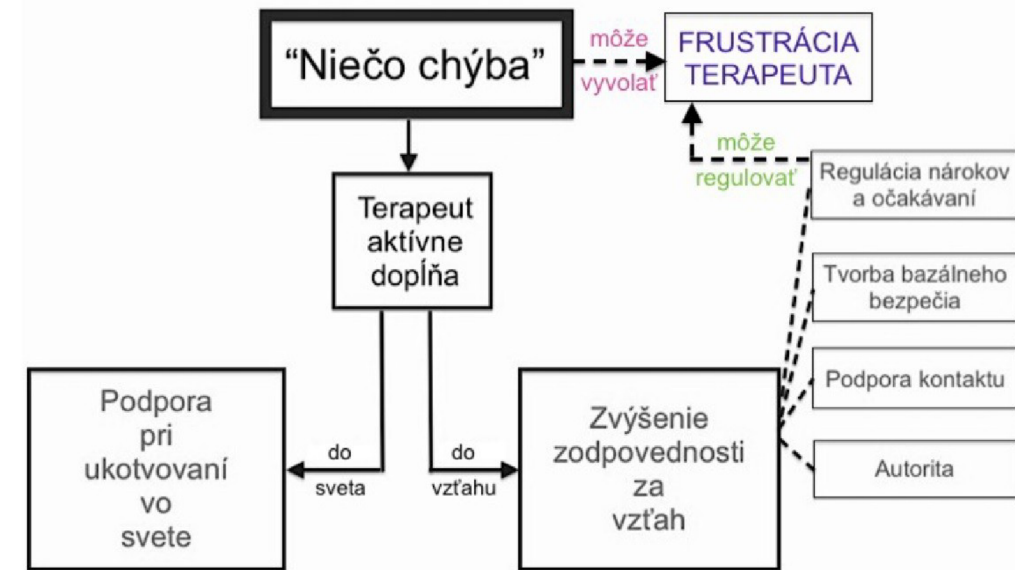 “Niečo chýba”
môže
vyvolať
FRUSTRÁCIA
TERAPEUTA
môže
regulovať
Regulácia nárokov
a očakávaní
Terapeut
aktívne
dopĺňa
Tvorba bazálneho
bezpečia
Podpora kontaktu
Autorita
Podpora
pri
ukotvovaní
vo
svete
do
sveta
do
vzťahu
Zvýšenie
zodpovednosti
za
vzťah